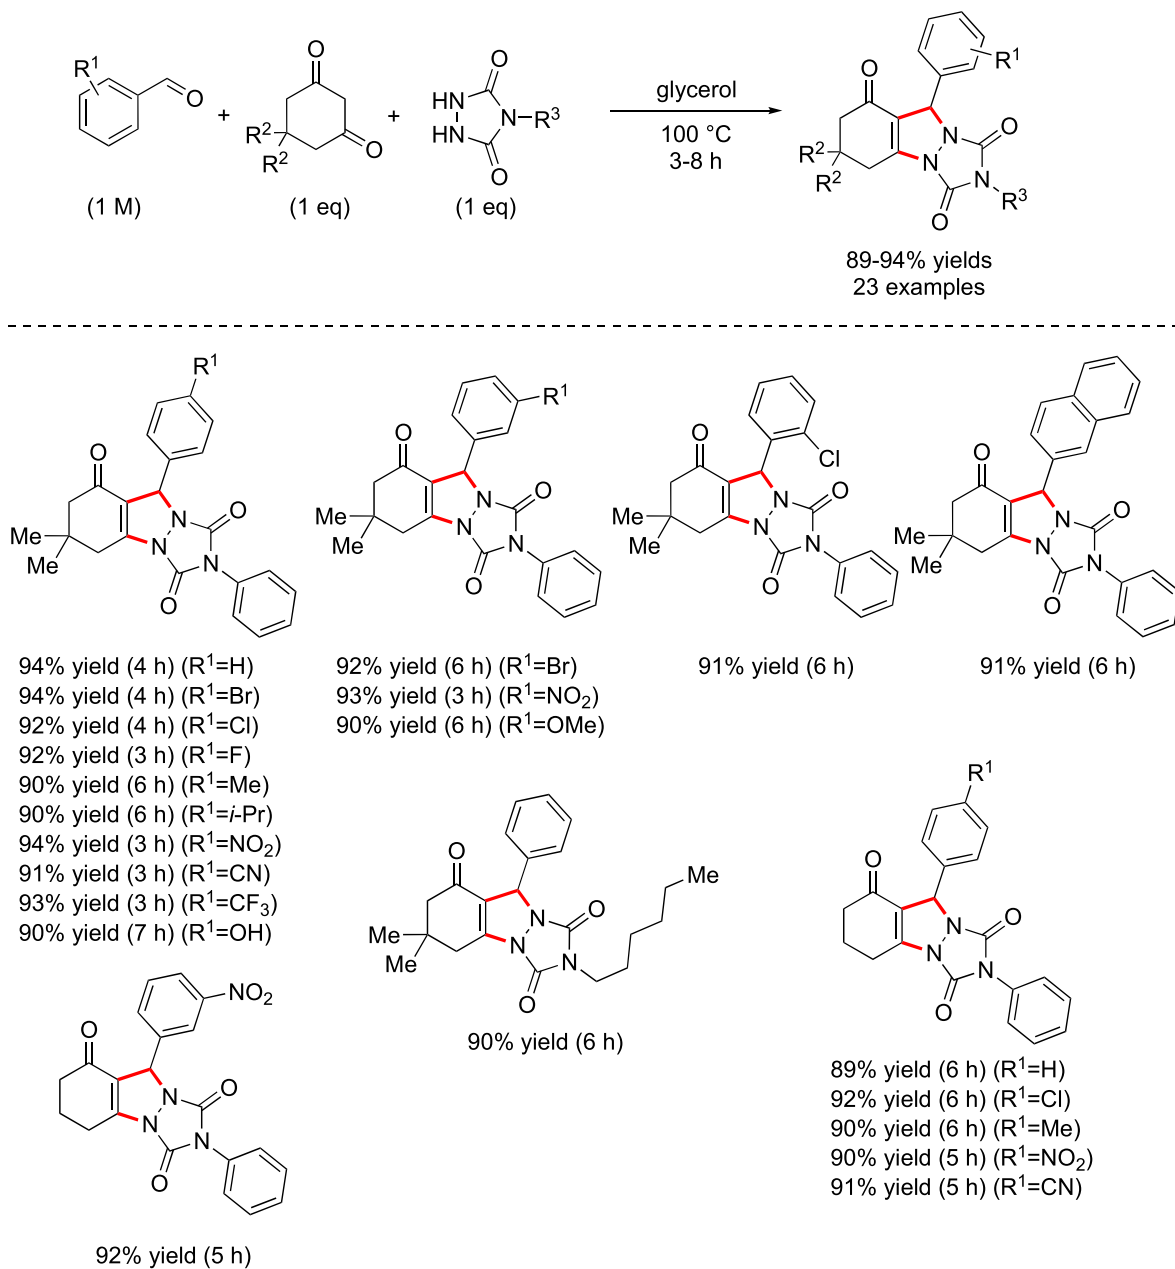 R¹
O
+
O
O
R²
R²
+
O
HN
HN
N
R³
O
glycerol
100 °C
3-8 h
O
R¹
N
N
O
N
R³
O
R²
R²
(1 M)
(1 eq)
(1 eq)
89-94% yields
23 examples
R¹
O
N
N
O
N
O
Me
Me
R¹
O
N
N
O
N
O
Me
Me
Cl
O
N
N
O
N
O
Me
Me
O
N
N
O
N
O
Me
Me
94% yield (4 h) (R¹=H)
94% yield (4 h) (R¹=Br)
92% yield (4 h) (R¹=Cl)
92% yield (3 h) (R¹=F)
90% yield (6 h) (R¹=Me)
90% yield (6 h) (R¹=i-Pr)
94% yield (3 h) (R¹=NO₂)
91% yield (3 h) (R¹=CN)
93% yield (3 h) (R¹=CF₃)
90% yield (7 h) (R¹=OH)
92% yield (6 h) (R¹=Br)
93% yield (3 h) (R¹=NO₂)
90% yield (6 h) (R¹=OMe)
91% yield (6 h)
91% yield (6 h)
O
N
N
O
N
O
Me
Me
Me
90% yield (6 h)
R¹
O
N
N
O
N
O
89% yield (6 h) (R¹=H)
92% yield (6 h) (R¹=Cl)
90% yield (6 h) (R¹=Me)
90% yield (5 h) (R¹=NO₂)
91% yield (5 h) (R¹=CN)
NO₂
O
N
N
O
N
O
92% yield (5 h)